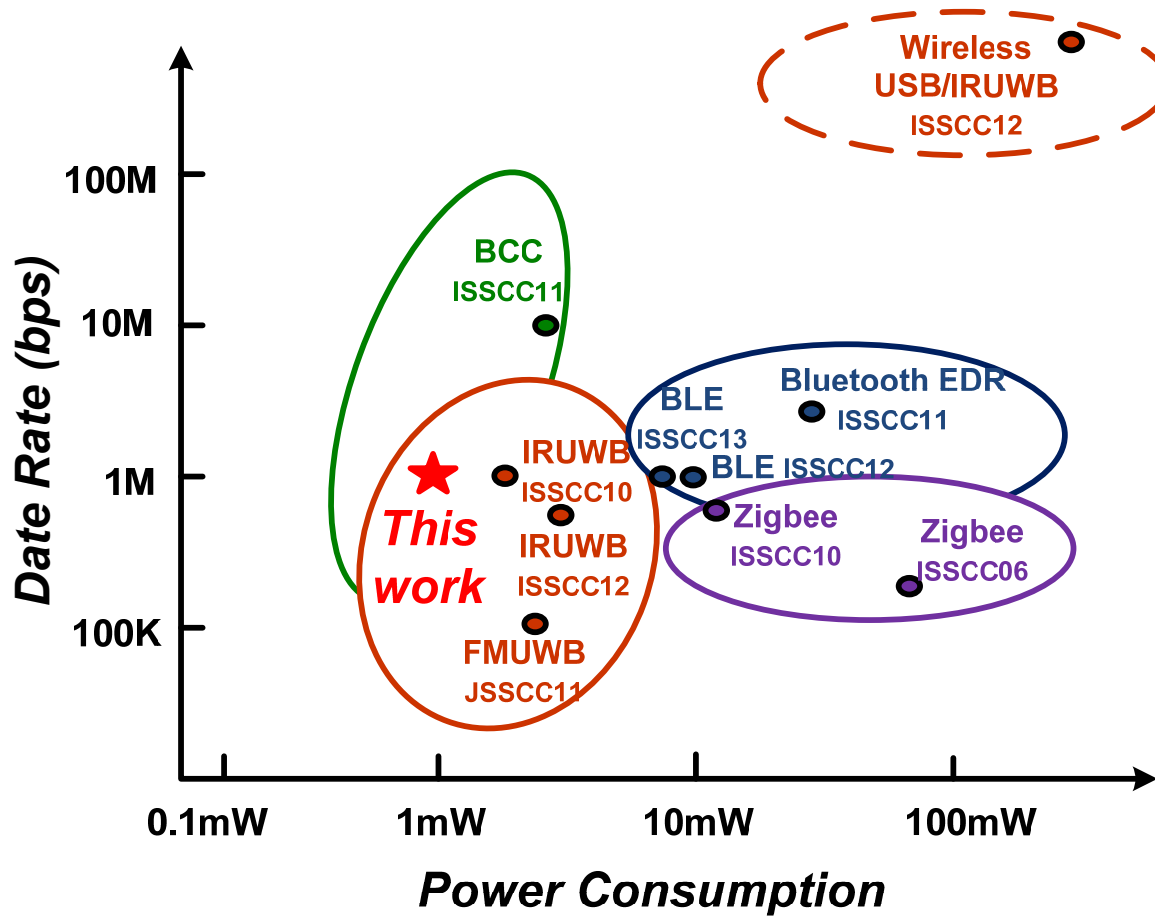 Wireless
USB/IRUWB
ISSCC12
100M
10M
1M
100K
Date Rate (bps)
BCC
ISSCC11
Bluetooth EDR
ISSCC11
BLE
ISSCC13
BLE ISSCC12
IRUWB
ISSCC10
This
work
IRUWB
ISSCC12
Zigbee
ISSCC10
Zigbee
ISSCC06
FMUWB
JSSCC11
0.1mW
1mW
10mW
100mW
Power Consumption